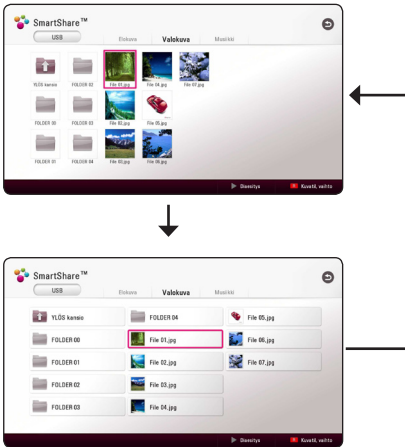 SmartShare™
USB
Elokuva Valokuva Musiikki
YLÖS kansio FOLDER 02 File 01.jpg File 04.jpg File 07.jpg
FOLDER 00 FOLDER 03 File 02.jpg File 05.jpg
FOLDER 01 FOLDER 04 File 03.jpg File 06.jpg
Diaesitys Kuvatil. vaihto
SmartShare™
USB
Elokuva Valokuva Musiikki
YLÖS kansio FOLDER 04 File 05.jpg
FOLDER 00 File 01.jpg File 06.jpg
FOLDER 01 File 02.jpg File 07.jpg
FOLDER 02 File 03.jpg
FOLDER 03 File 04.jpg
Diaesitys Kuvatil. vaihto